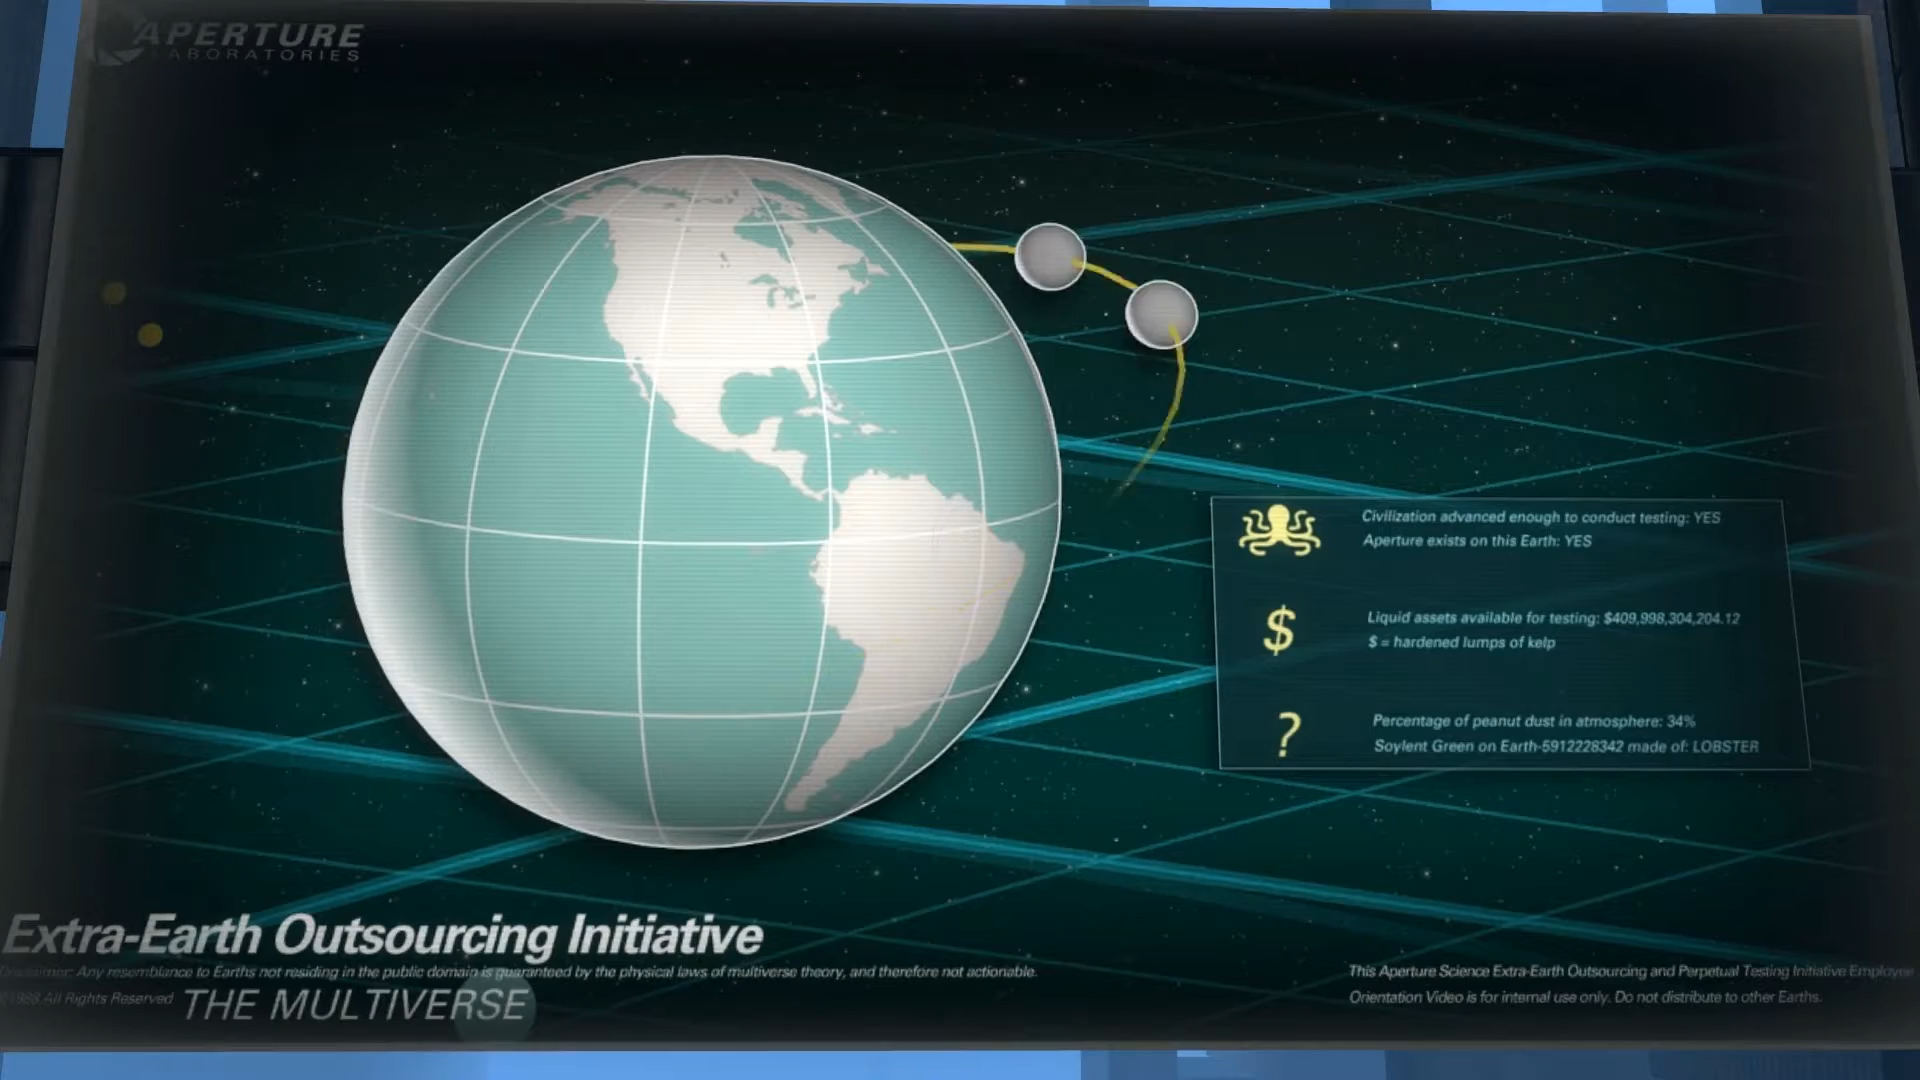 APERTURE
LABORATORIES
Civilization advanced enough to conduct testing: YES
Aperture exists on this Earth: YES
$
Liquid assets available for testing: $409,998,304,204.12
$ = hardened lumps of kelp
?
Percentage of peanut dust in atmosphere: 34%
Soylent Green on Earth-5912228342 made of: LOBSTER
Extra-Earth Outsourcing Initiative
Disclaimer: Any resemblance to Earths not residing in the public domain is guaranteed by the physical laws of multiverse theory, and therefore not actionable.
©1988 All Rights Reserved
THE MULTIVERSE
This Aperture Science Extra-Earth Outsourcing and Perpetual Testing Initiative Employee
Orientation Video is for internal use only. Do not distribute to other Earths.